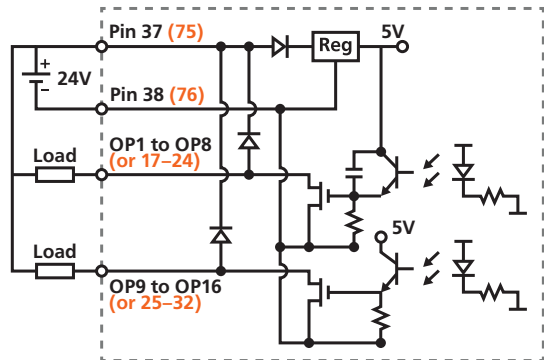 Pin 37 (75)
Reg
5V
+
24V
−
Pin 38 (76)
OP1 to OP8
(or 17–24)
Load
5V
Load
OP9 to OP16
(or 25–32)